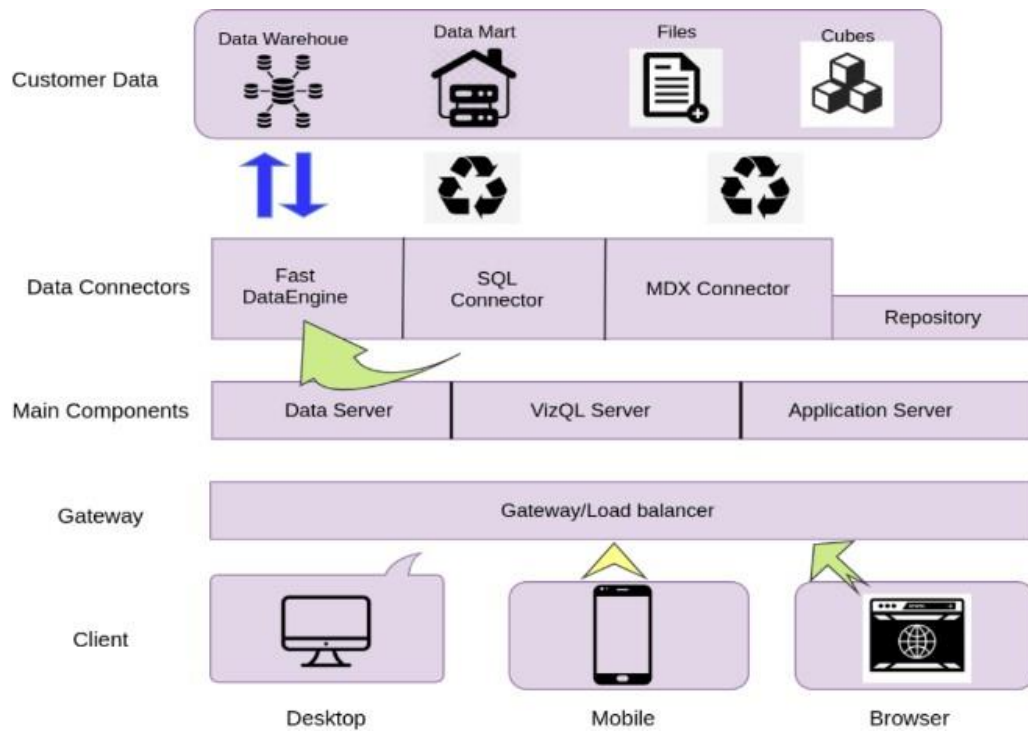 Customer Data
Data Warehoue
Data Mart
Files
Cubes
Data Connectors
Fast
DataEngine
SQL
Connector
MDX Connector
Repository
Main Components
Data Server
VizQL Server
Application Server
Gateway
Gateway/Load balancer
Client
Desktop
Mobile
Browser